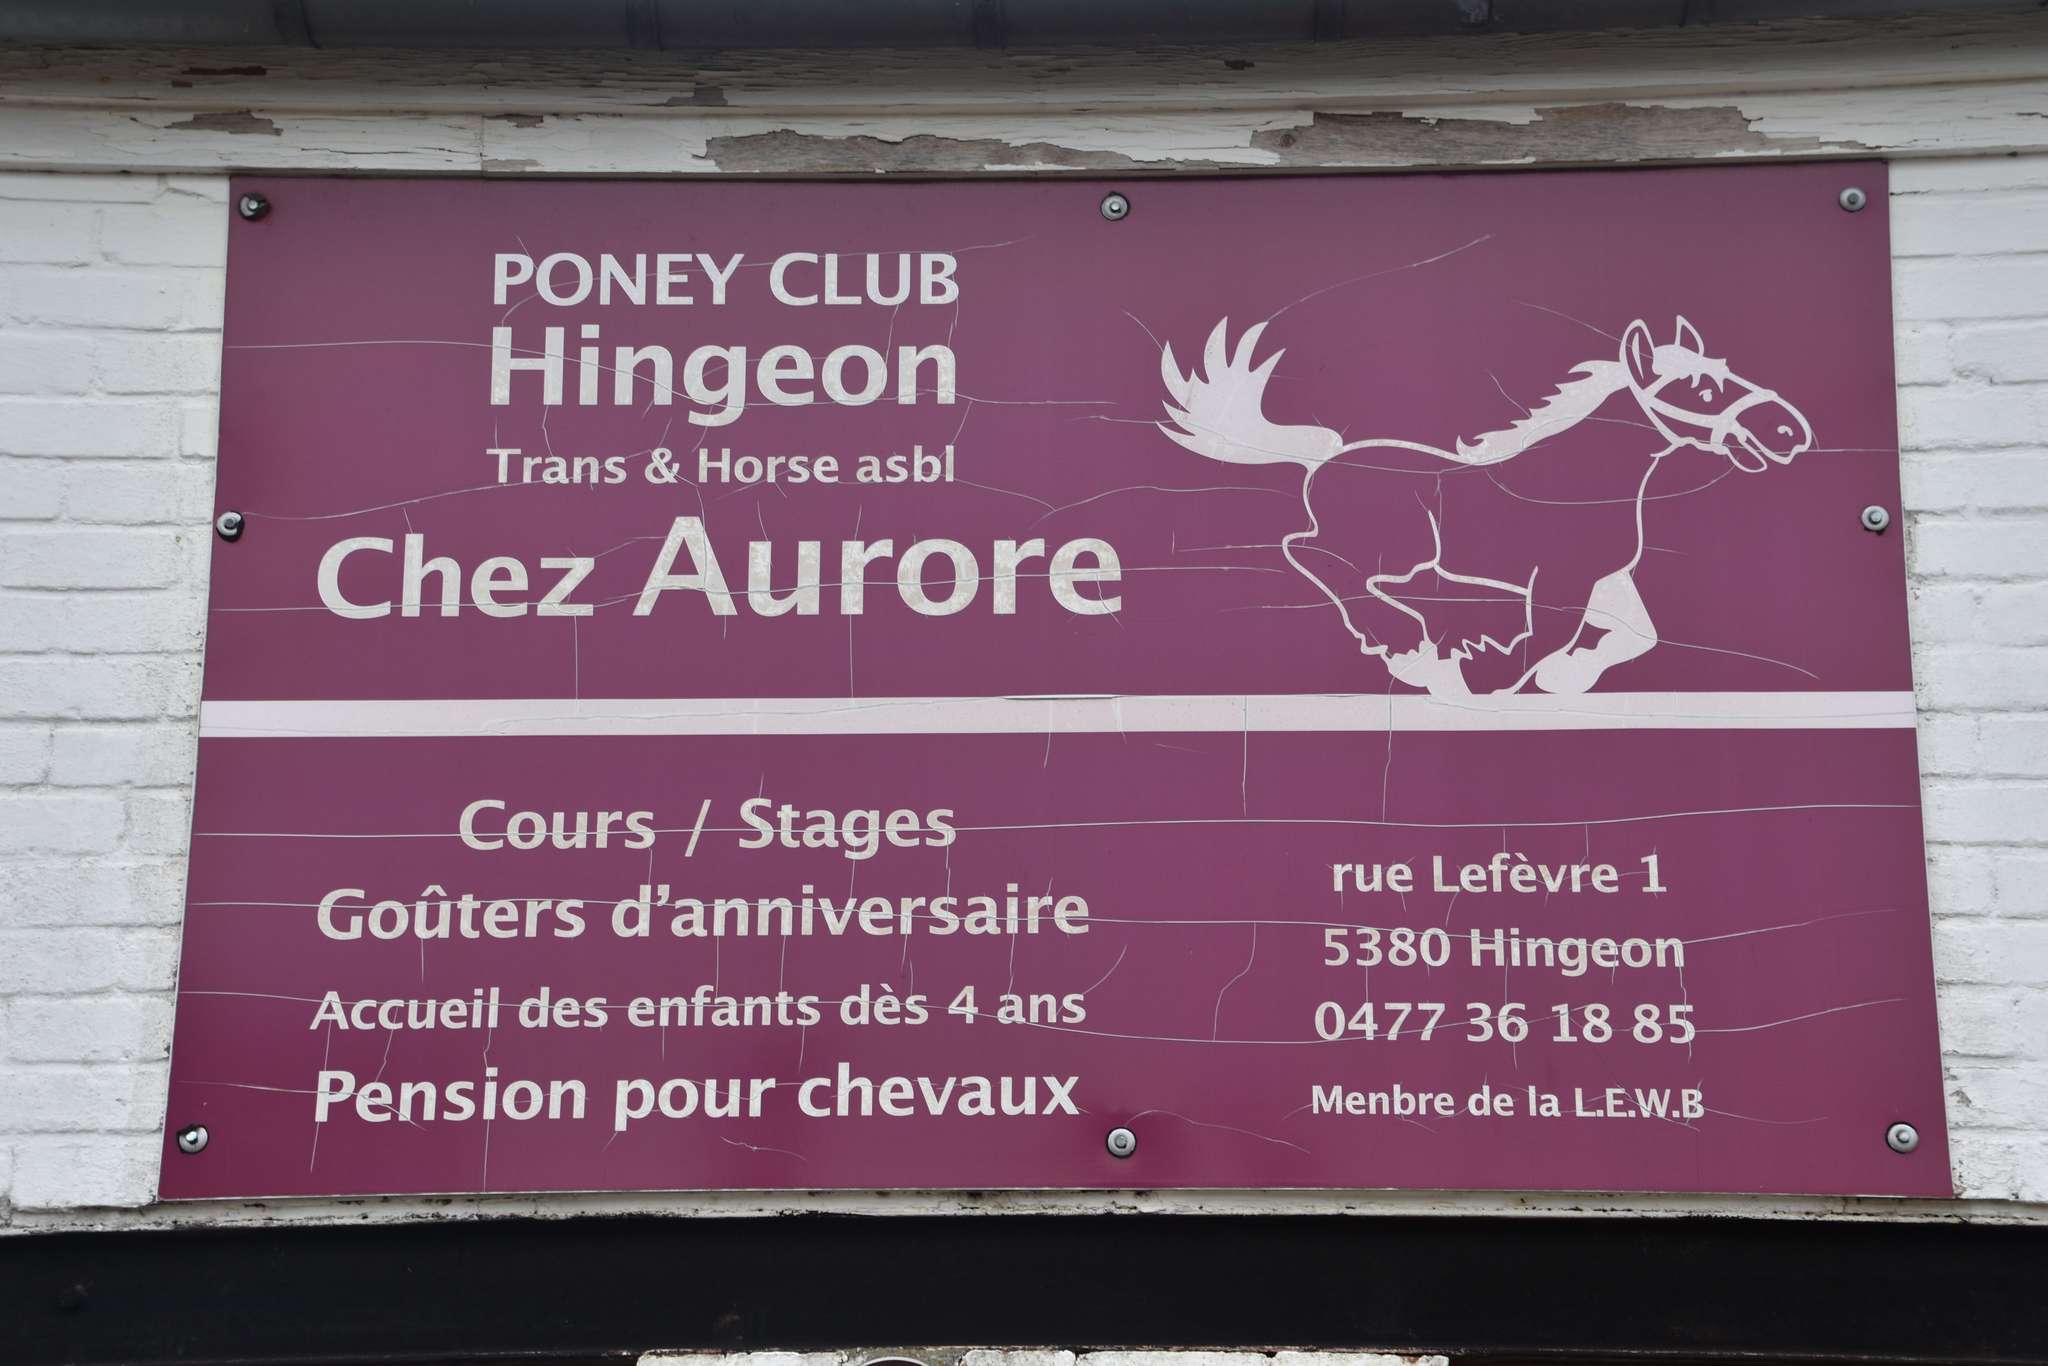 PONEY CLUB
Hingeon
Trans & Horse asbl
Chez Aurore
Cours / Stages
Goûters d'anniversaire
Accueil des enfants dès 4 ans
Pension pour chevaux
rue Lefèvre 1
5380 Hingeon
0477 36 18 85
Menbre de la L.E.W.B